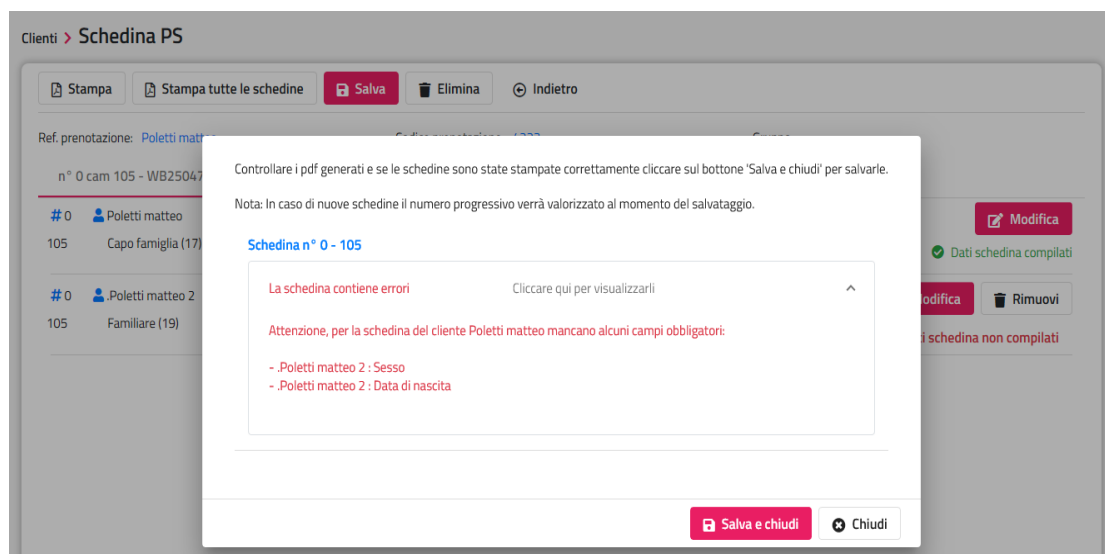 Clienti > Schedina PS
Stampa Stampa tutte le schedine Salva Elimina Indietro
Ref. prenotazione: Poletti matteo
n° 0 cam 105 - WB25047
Controllare i pdf generati e se le schedine sono state stampate correttamente cliccare sul bottone 'Salva e chiudi' per salvarle.
Nota: In caso di nuove schedine il numero progressivo verrà valorizzato al momento del salvataggio.
# 0 Poletti matteo Modifica
105 Capo famiglia (17) Dati schedina compilati
Schedina n° 0 - 105
La schedina contiene errori Cliccare qui per visualizzarli
# 0 .Poletti matteo 2 Rimuovi
105 Familiare (19) schedina non compilati
Attenzione, per la schedina del cliente Poletti matteo mancano alcuni campi obbligatori:
- .Poletti matteo 2 : Sesso
- .Poletti matteo 2 : Data di nascita
Salva e chiudi Chiudi